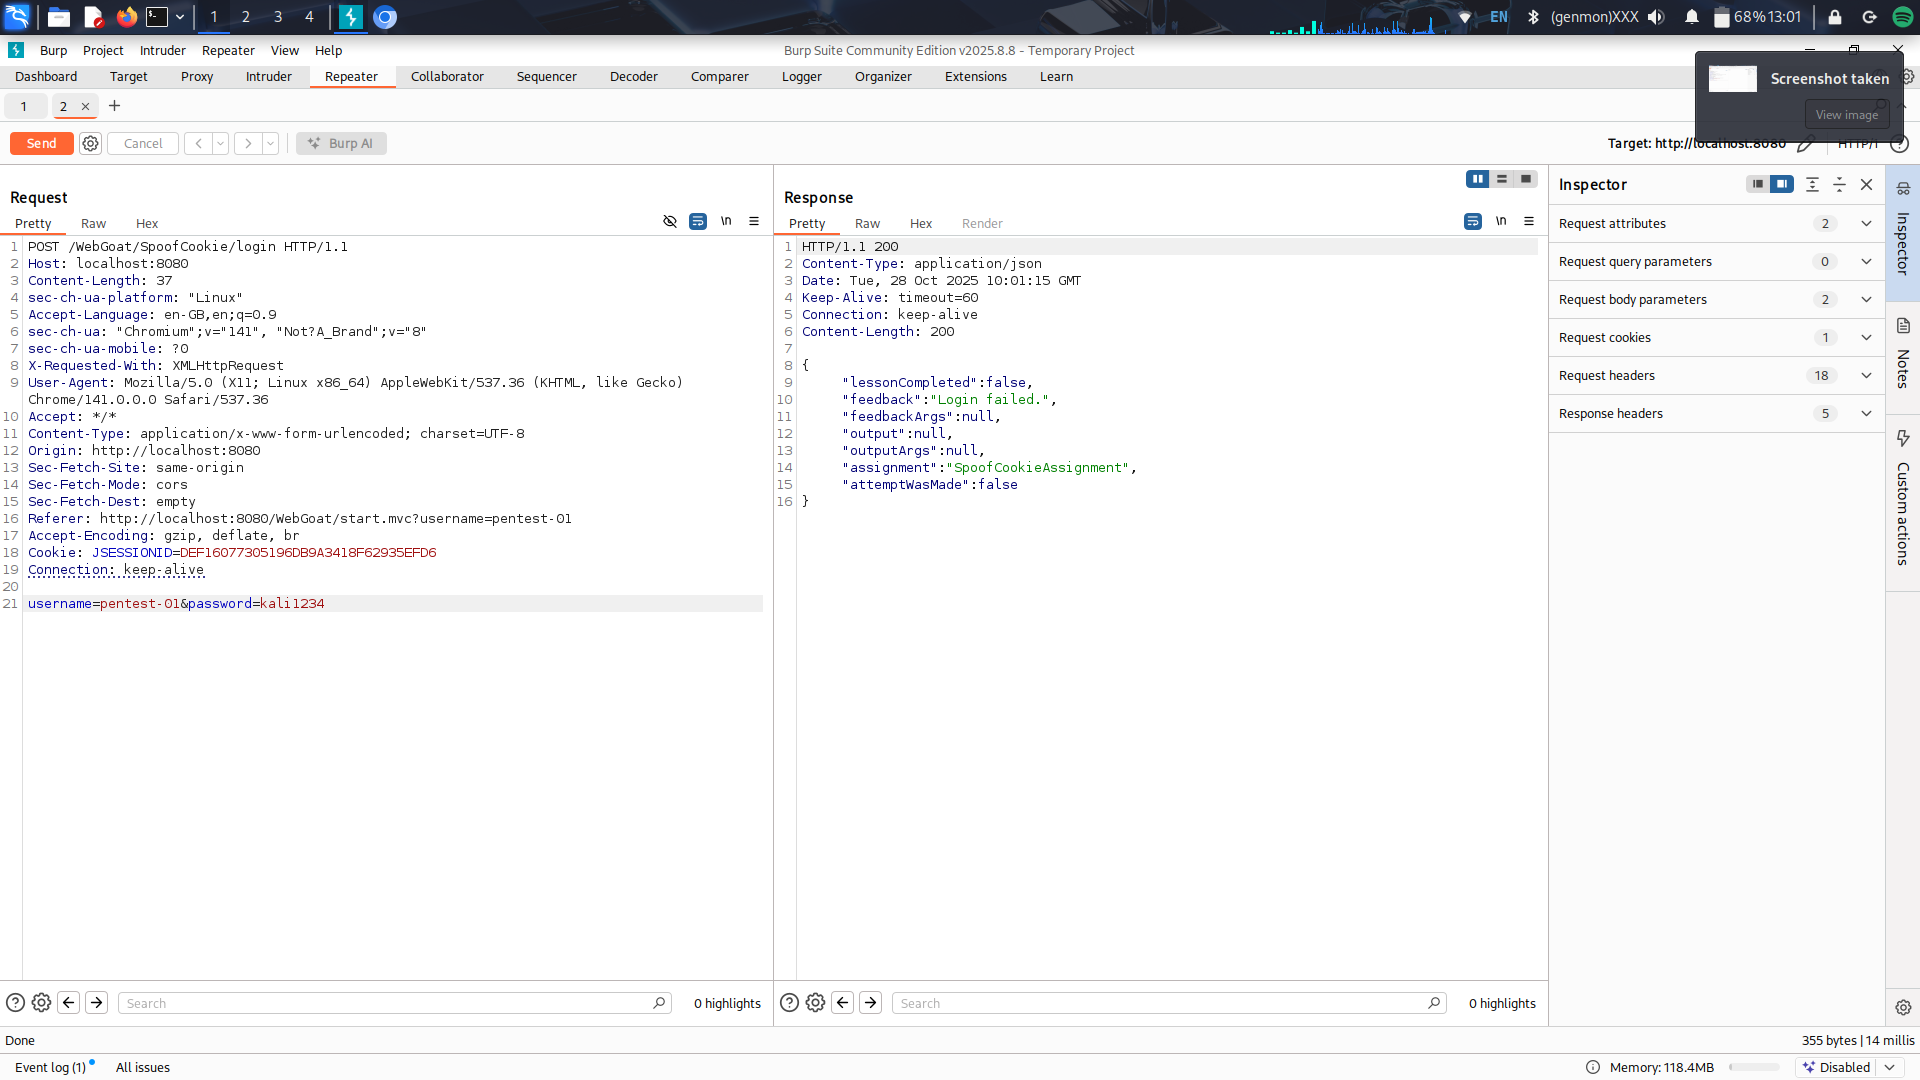 1 2 3 4 EN (genmon)XXX 68% 13:01
Burp Project Intruder Repeater View Help Burp Suite Community Edition v2025.8.8 - Temporary Project
Dashboard Target Proxy Intruder Repeater Collaborator Sequencer Decoder Comparer Logger Organizer Extensions Learn
Screenshot taken
View image
1 2 × +
Send Cancel Burp AI Target: http://localhost:8080 HTTP/1
Request
Pretty Raw Hex \n
1 POST /WebGoat/SpoofCookie/login HTTP/1.1
2 Host: localhost:8080
3 Content-Length: 37
4 sec-ch-ua-platform: "Linux"
5 Accept-Language: en-GB,en;q=0.9
6 sec-ch-ua: "Chromium";v="141", "Not?A_Brand";v="8"
7 sec-ch-ua-mobile: ?0
8 X-Requested-With: XMLHttpRequest
9 User-Agent: Mozilla/5.0 (X11; Linux x86_64) AppleWebKit/537.36 (KHTML, like Gecko)
Chrome/141.0.0.0 Safari/537.36
10 Accept: */*
11 Content-Type: application/x-www-form-urlencoded; charset=UTF-8
12 Origin: http://localhost:8080
13 Sec-Fetch-Site: same-origin
14 Sec-Fetch-Mode: cors
15 Sec-Fetch-Dest: empty
16 Referer: http://localhost:8080/WebGoat/start.mvc?username=pentest-01
17 Accept-Encoding: gzip, deflate, br
18 Cookie: JSESSIONID=DEF16077305196DB9A3418F62935EFD6
19 Connection: keep-alive
20
21 username=pentest-01&password=kali1234
Search 0 highlights
Response
Pretty Raw Hex Render \n
1 HTTP/1.1 200
2 Content-Type: application/json
3 Date: Tue, 28 Oct 2025 10:01:15 GMT
4 Keep-Alive: timeout=60
5 Connection: keep-alive
6 Content-Length: 200
7
8 {
9 "lessonCompleted":false,
10 "feedback":"Login failed.",
11 "feedbackArgs":null,
12 "output":null,
13 "outputArgs":null,
14 "assignment":"SpoofCookieAssignment",
15 "attemptWasMade":false
16 }
Search 0 highlights
Inspector
Request attributes 2
Request query parameters 0
Request body parameters 2
Request cookies 1
Request headers 18
Response headers 5
Inspector
Notes
Custom actions
Done 355 bytes | 14 millis
Event log (1) All issues Memory: 118.4MB Disabled